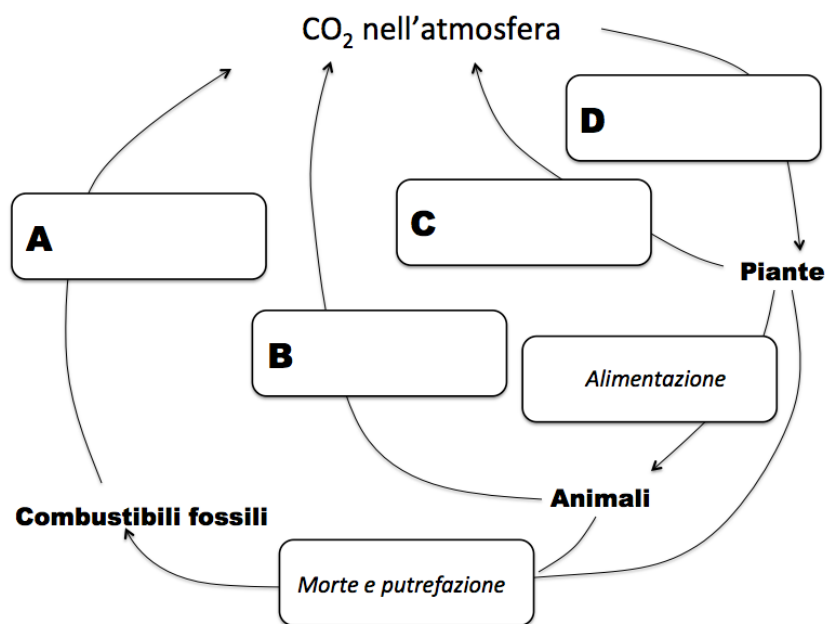 CO₂ nell'atmosfera
D
A
C
Piante
B
Alimentazione
Animali
Combustibili fossili
Morte e putrefazione